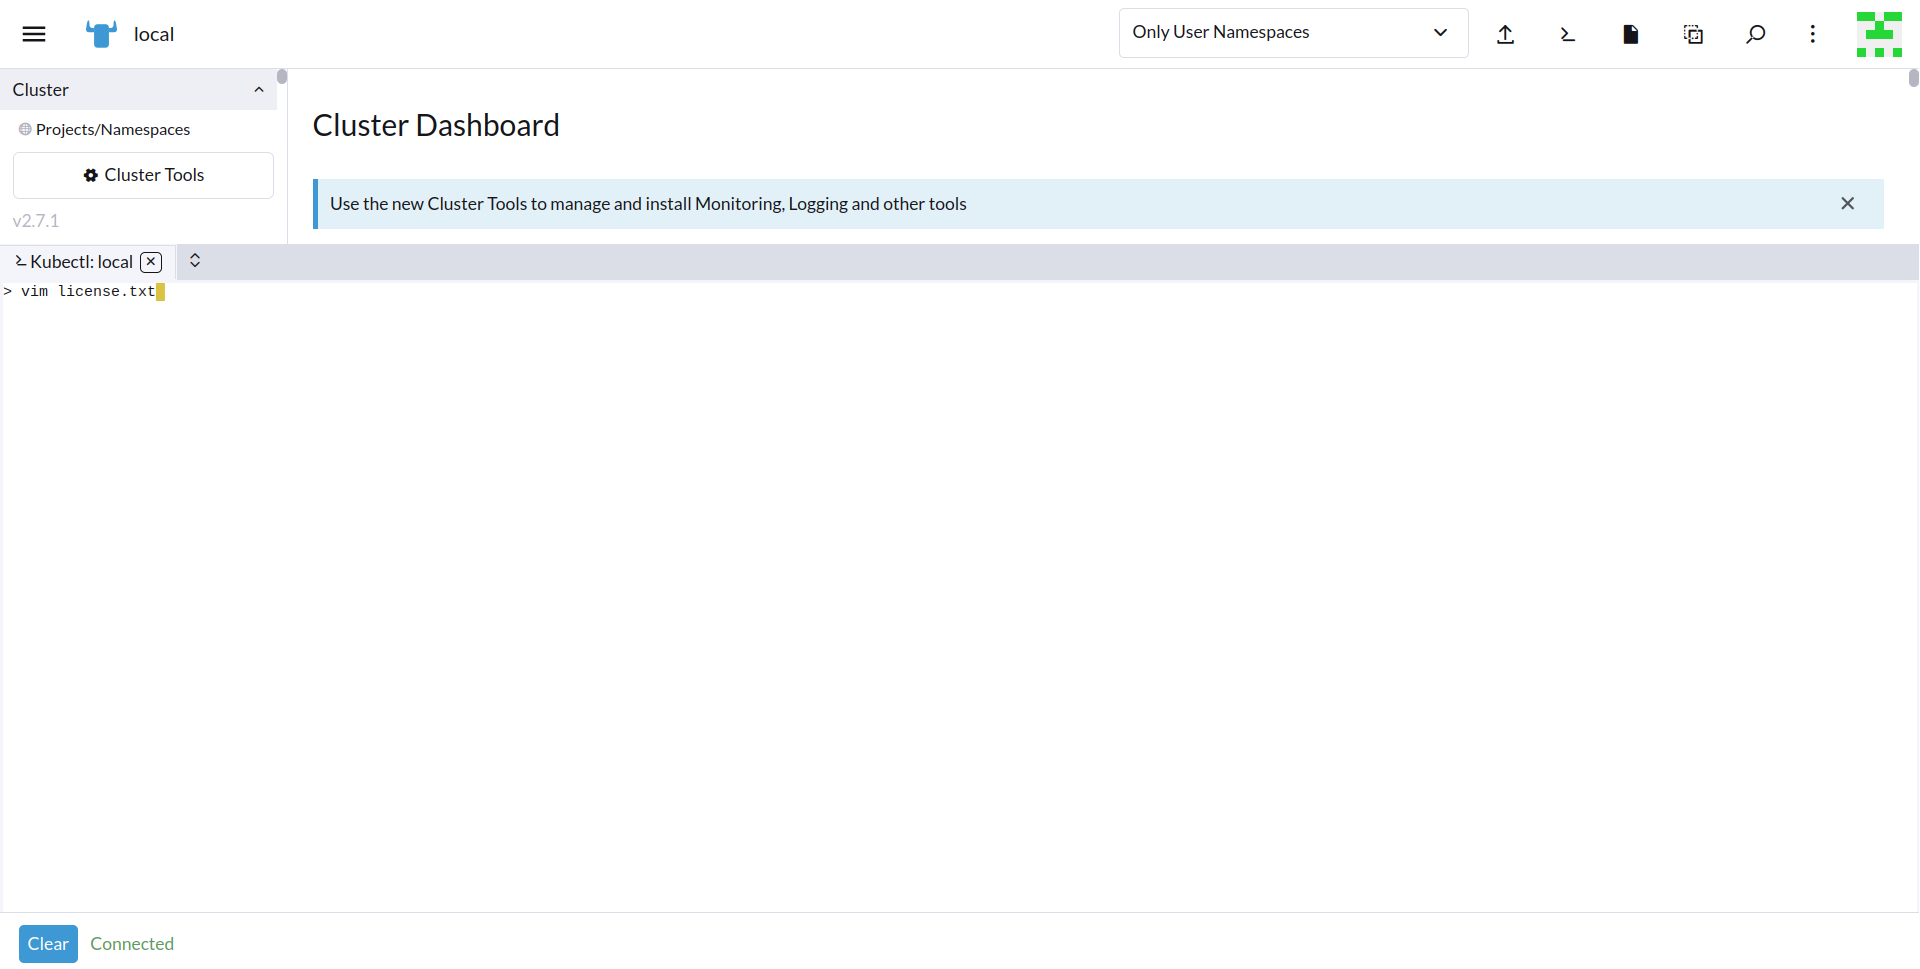 local
Only User Namespaces
Cluster
Projects/Namespaces
Cluster Tools
v2.7.1
Cluster Dashboard
Use the new Cluster Tools to manage and install Monitoring, Logging and other tools
Kubectl: local
> vim license.txt
Clear
Connected